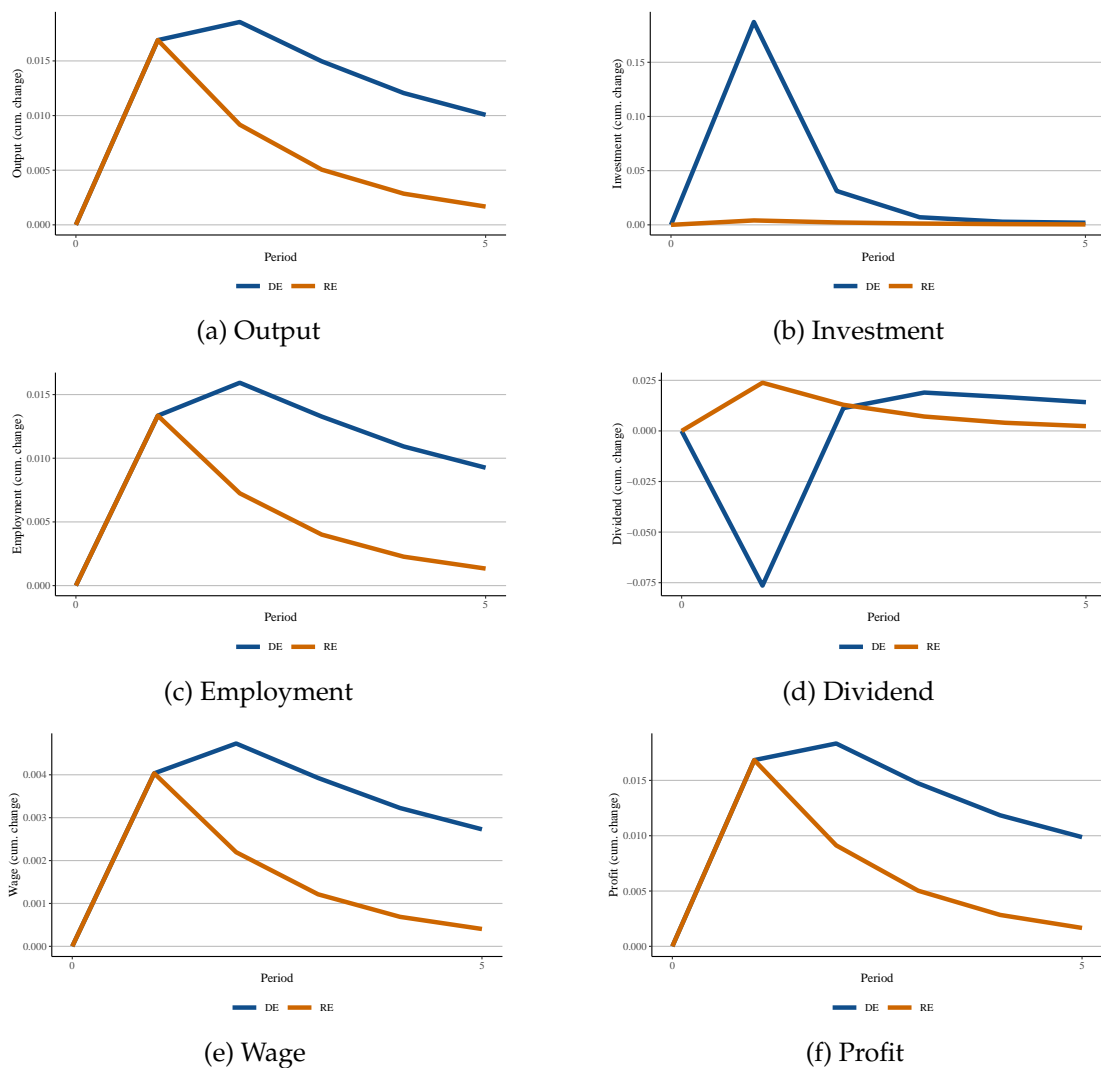 Output (cum. change)
0.015
0.010
0.005
0.000
0
5
Period
DE RE
(a) Output
Investment (cum. change)
0.15
0.10
0.05
0.00
0
5
Period
DE RE
(b) Investment
Employment (cum. change)
0.015
0.010
0.005
0.000
0
5
Period
DE RE
(c) Employment
Dividend (cum. change)
0.025
0.000
−0.025
−0.050
−0.075
0
5
Period
DE RE
(d) Dividend
Wage (cum. change)
0.004
0.003
0.002
0.001
0.000
0
5
Period
DE RE
(e) Wage
Profit (cum. change)
0.015
0.010
0.005
0.000
0
5
Period
DE RE
(f) Profit